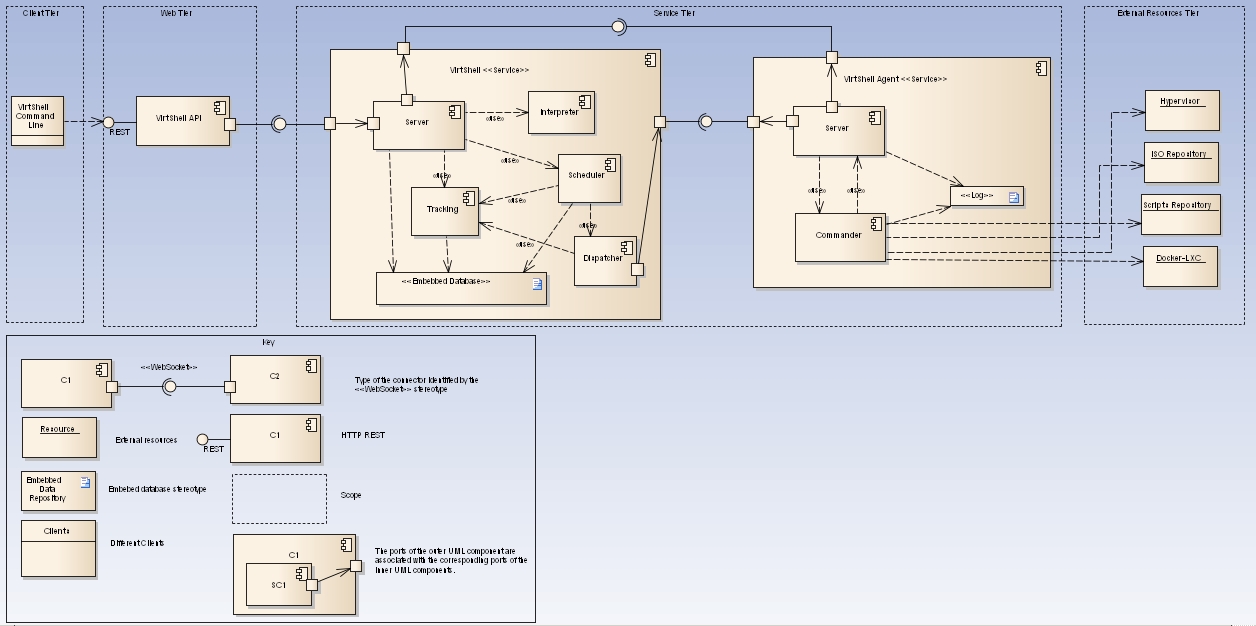 Client Tier
Web Tier
Service Tier
External Resources Tier
VirtShell
Command
Line
REST
VirtShell API
VirtShell <<Service>>
Server
Interpreter
«use»
«use»
«use»
Scheduler
Tracking
«use»
«use»
«use»
Dispatcher
<<Embebbed Database>>
VirtShell Agent <<Service>>
Server
«use»
«use»
<<Log>>
Commander
Hypervisor
ISO Repository
Scripts Repository
Docker-LXC
Key
C1
<<WebSocket>>
C2
Type of the connector identified by the
<<WebSocket>> stereotype
Resource
External resources
REST
C1
HTTP REST
Embebbed
Data
Repository
Embebed database stereotype
Scope
Clients
Different Clients
C1
SC1
The ports of the outer UML component are
associated with the corresponding ports of the
inner UML components.